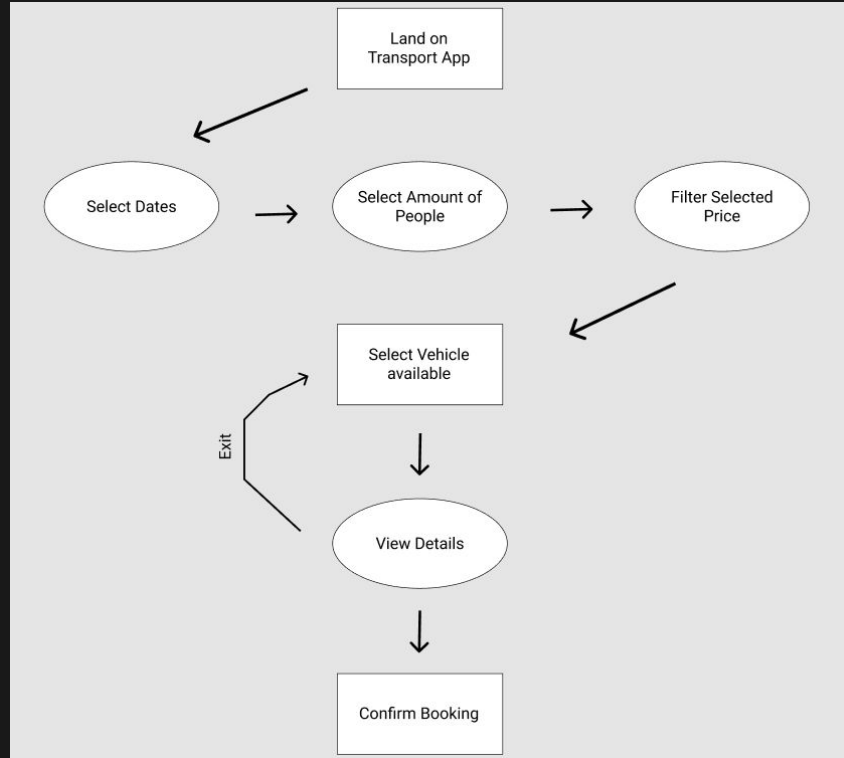 Land on
Transport App
Select Dates
Select Amount of
People
Filter Selected
Price
Select Vehicle
available
Exit
View Details
Confirm Booking